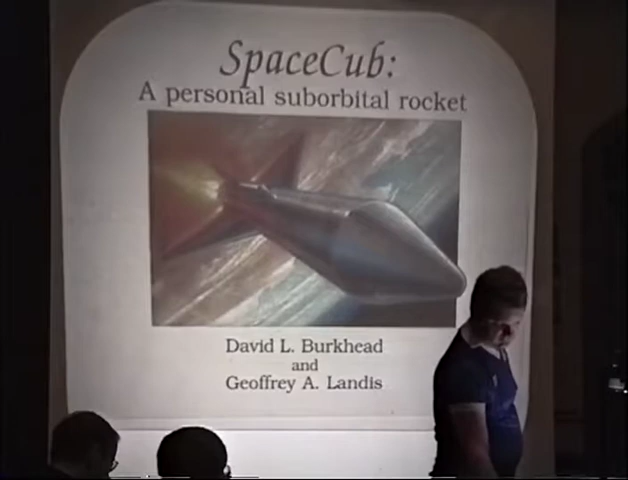 SpaceCub:
A personal suborbital rocket
David L. Burkhead
and
Geoffrey A. Landis